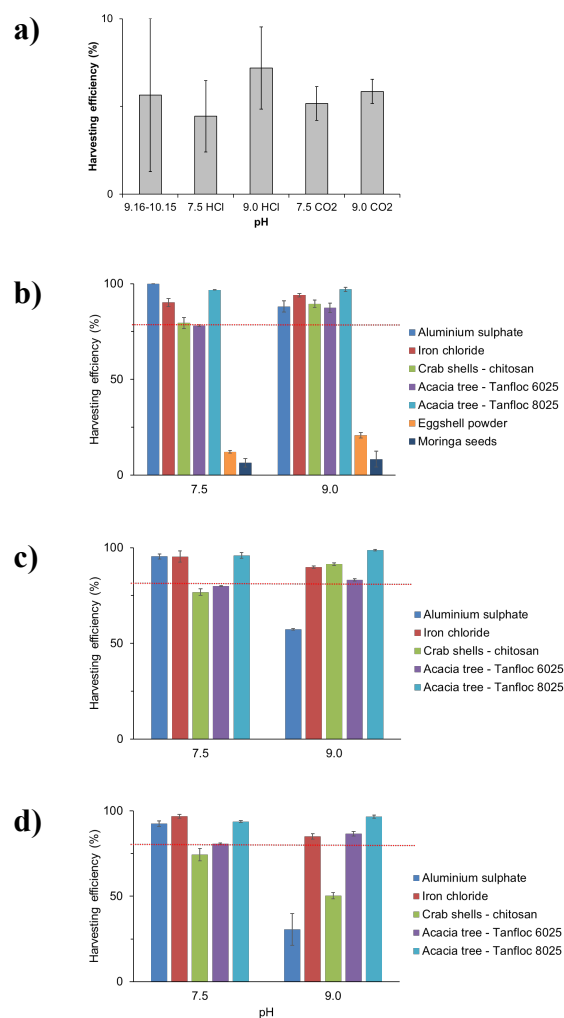 a)
Harvesting efficiency (%)
10
0
9.16-10.15 7.5 HCl 9.0 HCl 7.5 CO2 9.0 CO2
pH
b)
Harvesting efficiency (%)
100
50
0
7.5 9.0
Aluminium sulphate
Iron chloride
Crab shells - chitosan
Acacia tree - Tanfloc 6025
Acacia tree - Tanfloc 8025
Eggshell powder
Moringa seeds
c)
Harvesting efficiency (%)
100
50
0
7.5 9.0
Aluminium sulphate
Iron chloride
Crab shells - chitosan
Acacia tree - Tanfloc 6025
Acacia tree - Tanfloc 8025
d)
Harvesting efficiency (%)
100
50
0
7.5 9.0
pH
Aluminium sulphate
Iron chloride
Crab shells - chitosan
Acacia tree - Tanfloc 6025
Acacia tree - Tanfloc 8025